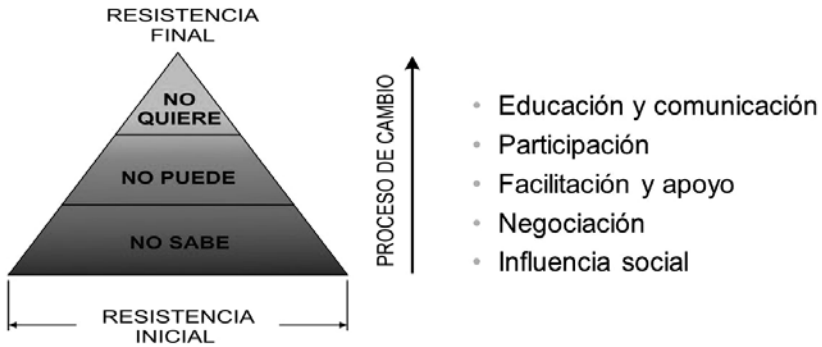 RESISTENCIA
FINAL
NO
QUIERE
NO PUEDE
NO SABE
RESISTENCIA
INICIAL
PROCESO DE CAMBIO
• Educación y comunicación
• Participación
• Facilitación y apoyo
• Negociación
• Influencia social